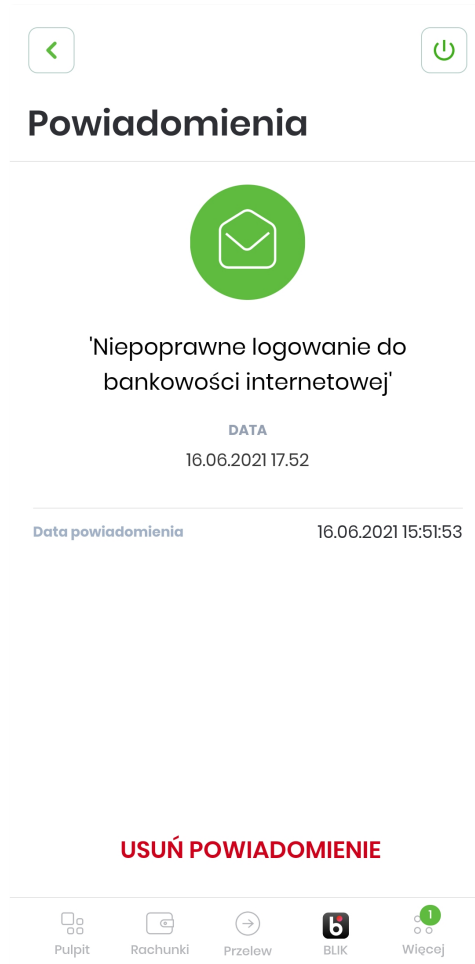 Powiadomienia
'Niepoprawne logowanie do
bankowości internetowej'
DATA
16.06.2021 17.52
Data powiadomienia 16.06.2021 15:51:53
USUŃ POWIADOMIENIE
1
Pulpit Rachunki Przelew BLIK Więcej